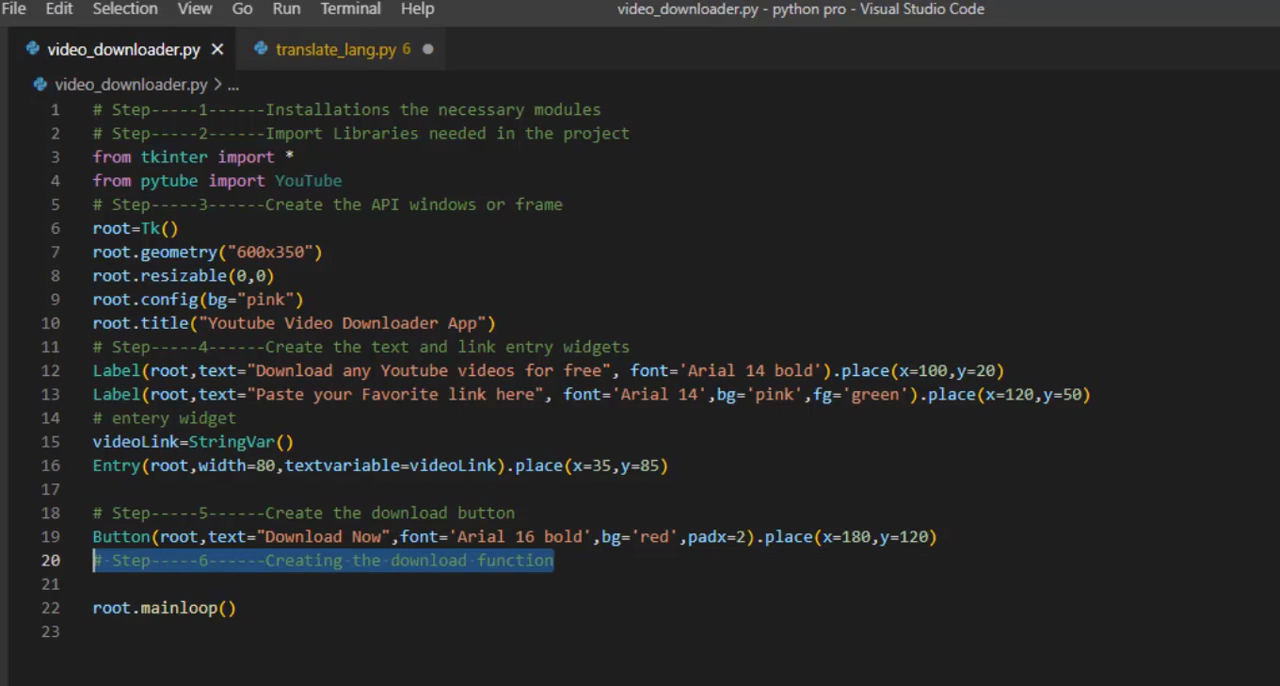 File Edit Selection View Go Run Terminal Help video_downloader.py - python pro - Visual Studio Code
video_downloader.py × translate_lang.py 6 ●
video_downloader.py > ...
1 # Step-----1------Installations the necessary modules
2 # Step-----2------Import Libraries needed in the project
3 from tkinter import *
4 from pytube import YouTube
5 # Step-----3------Create the API windows or frame
6 root=Tk()
7 root.geometry("600x350")
8 root.resizable(0,0)
9 root.config(bg="pink")
10 root.title("Youtube Video Downloader App")
11 # Step-----4------Create the text and link entry widgets
12 Label(root,text="Download any Youtube videos for free", font='Arial 14 bold').place(x=100,y=20)
13 Label(root,text="Paste your Favorite link here", font='Arial 14',bg='pink',fg='green').place(x=120,y=50)
14 # entery widget
15 videoLink=StringVar()
16 Entry(root,width=80,textvariable=videoLink).place(x=35,y=85)
17
18 # Step-----5------Create the download button
19 Button(root,text="Download Now",font='Arial 16 bold',bg='red',padx=2).place(x=180,y=120)
20 # Step-----6------Creating the download function
21
22 root.mainloop()
23